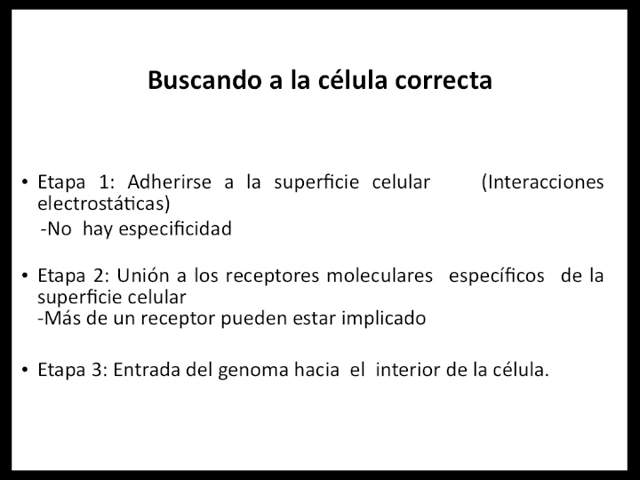 Buscando a la célula correcta
• Etapa 1: Adherirse a la superficie celular (Interacciones
electrostáticas)
-No hay especificidad
• Etapa 2: Unión a los receptores moleculares específicos de la
superficie celular
-Más de un receptor pueden estar implicado
• Etapa 3: Entrada del genoma hacia el interior de la célula.